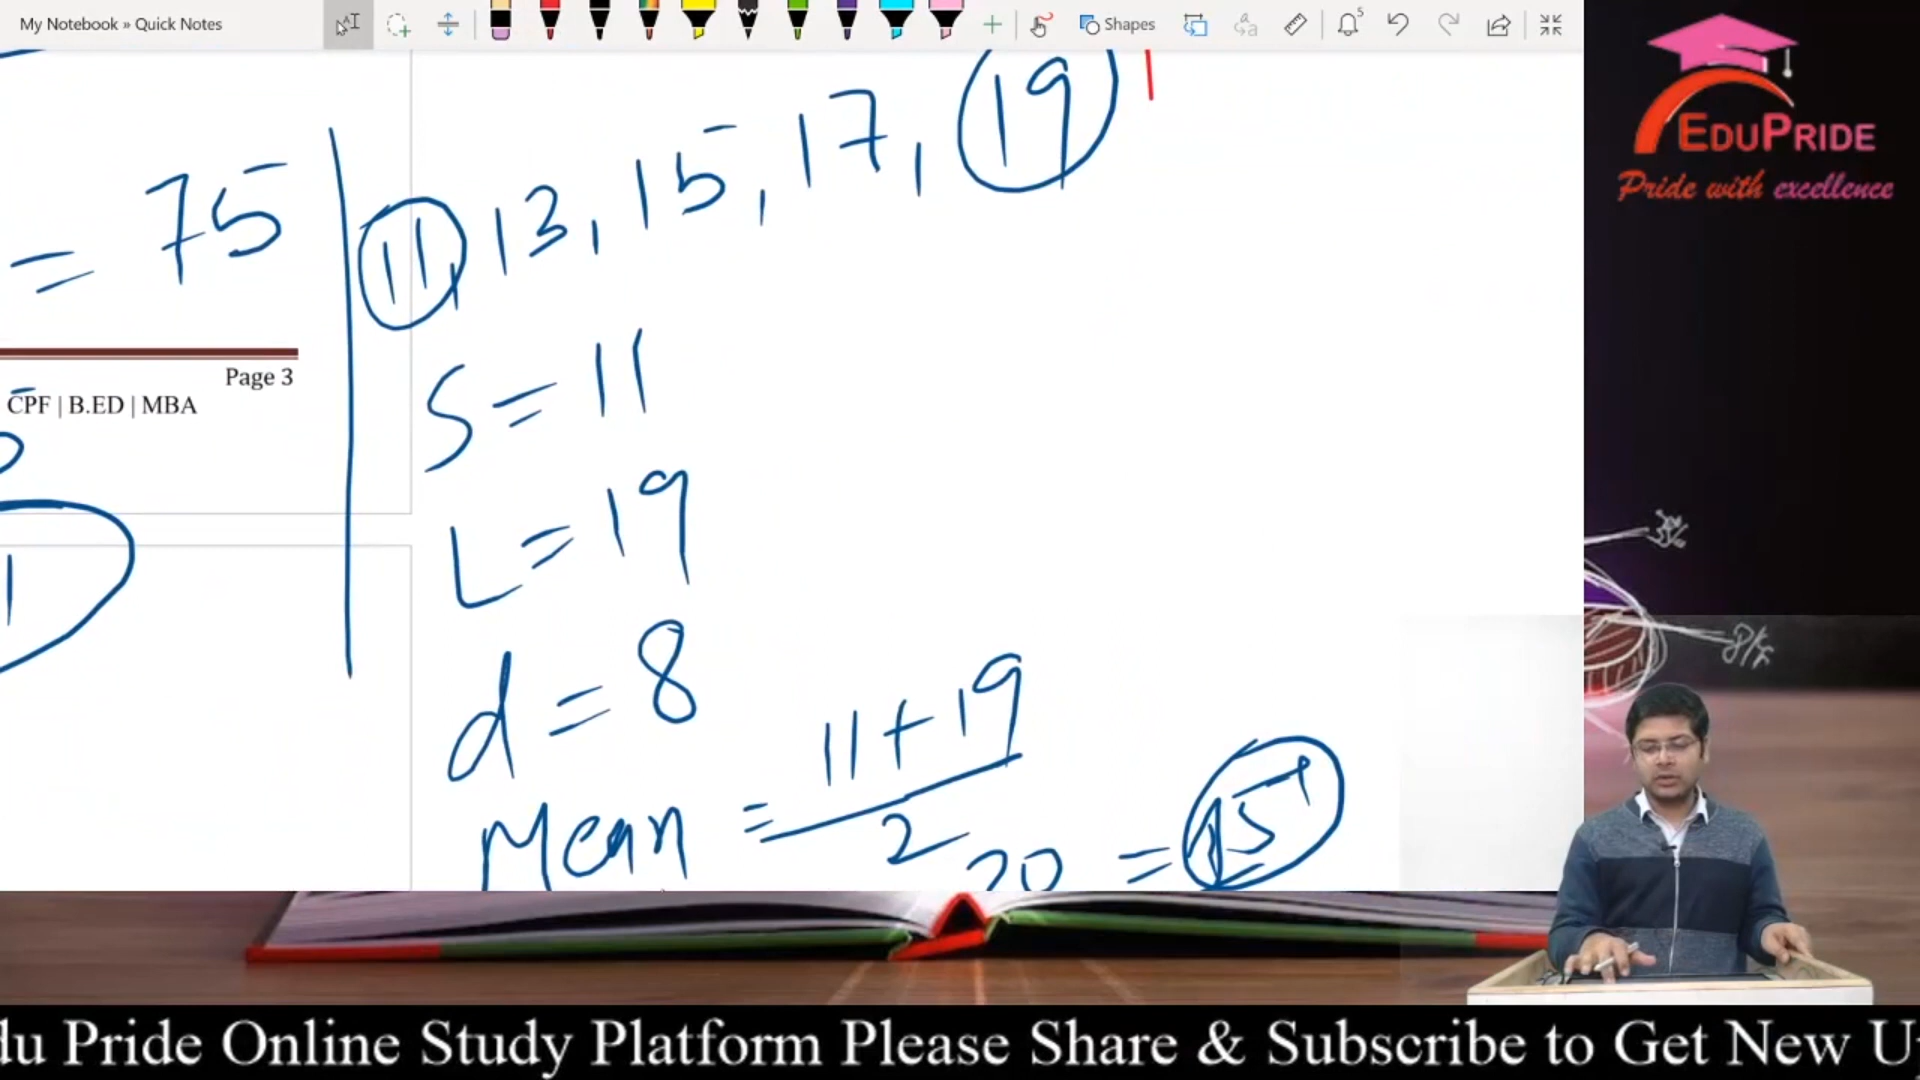 My Notebook » Quick Notes
Shapes
5
EDUPRIDE
Pride with excellence
= 75
11, 13, 15, 17, 19
Page 3
CPF | B.ED | MBA
S = 11
L = 19
d = 8
Mean = 11 + 19
2
= 15
20
du Pride Online Study Platform Please Share & Subscribe to Get New U